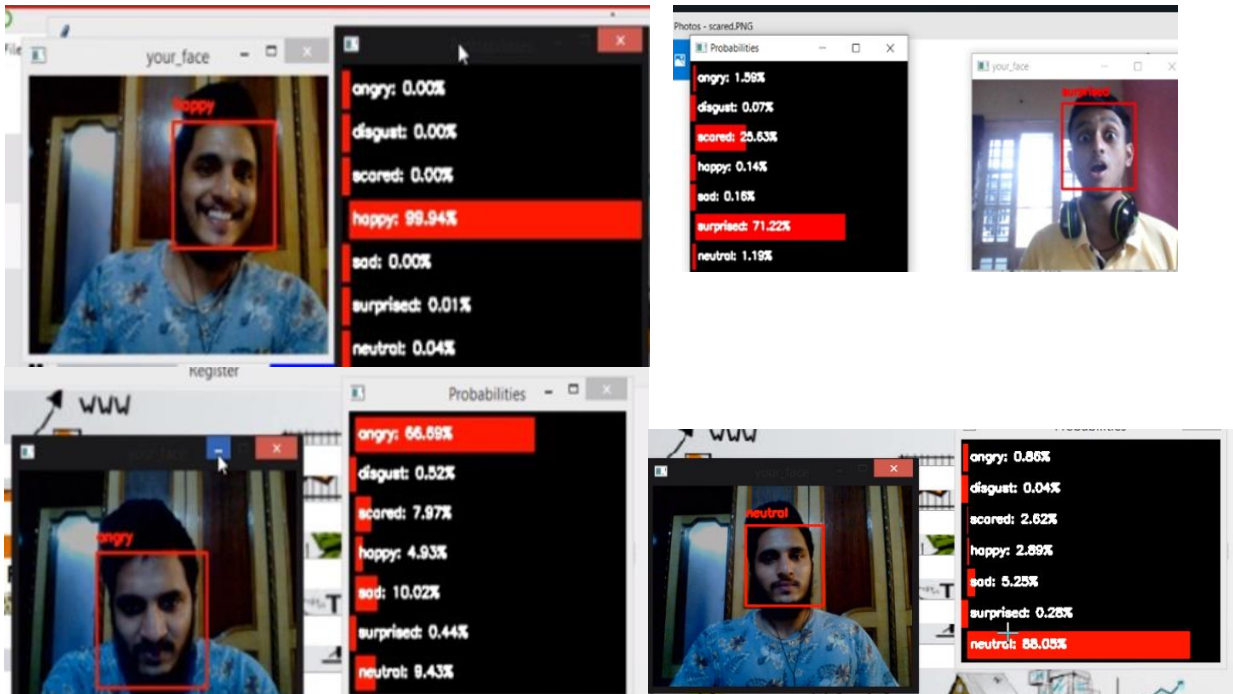 File
your_face
happy
angry: 0.00%
disgust: 0.00%
scared: 0.00%
happy: 99.94%
sad: 0.00%
surprised: 0.01%
neutral: 0.04%
Photos - scared.PNG
Probabilities
angry: 1.59%
disgust: 0.07%
scared: 25.63%
happy: 0.14%
sad: 0.16%
surprised: 71.22%
neutral: 1.19%
your_face
surprised
Register
WWW
angry
Probabilities
angry: 66.69%
disgust: 0.52%
scared: 7.97%
happy: 4.93%
sad: 10.02%
surprised: 0.44%
neutral: 9.43%
WWW
your_face
neutral
Probabilities
angry: 0.86%
disgust: 0.04%
scared: 2.62%
happy: 2.89%
sad: 5.25%
surprised: 0.28%
neutral: 88.05%